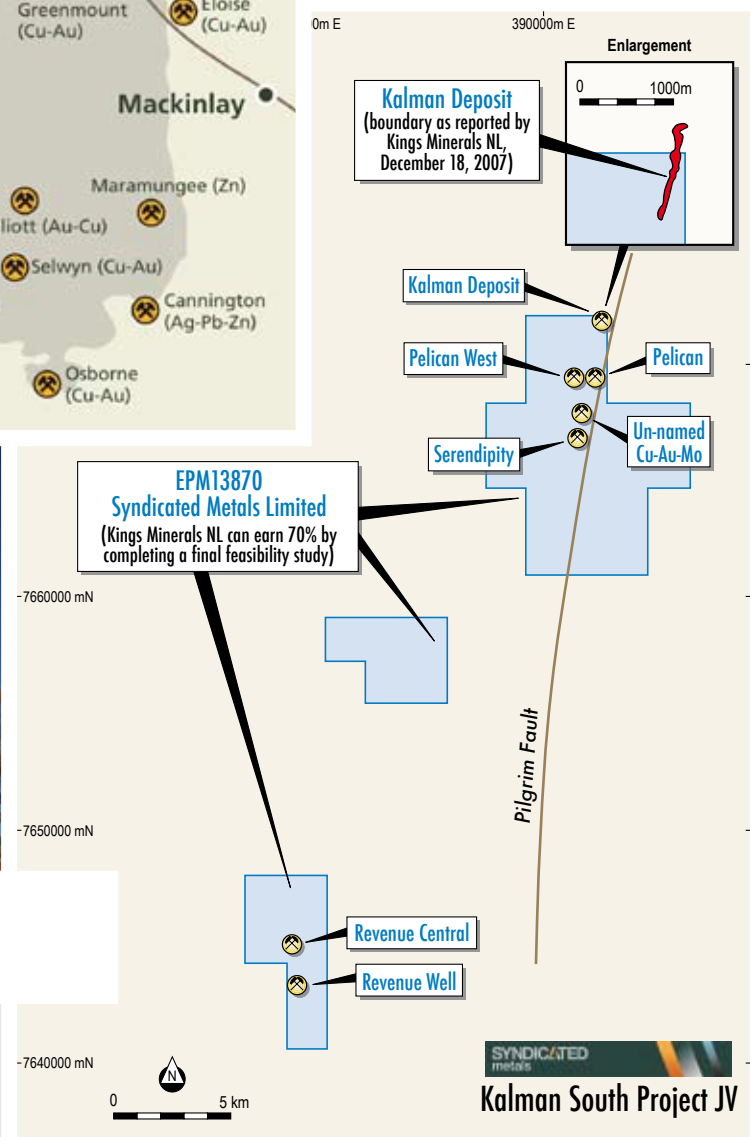 Greenmount
(Cu-Au)
Eloise
(Cu-Au)
Mackinlay
Maramungee (Zn)
liott (Au-Cu)
Selwyn (Cu-Au)
Cannington
(Ag-Pb-Zn)
Osborne
(Cu-Au)
0m E
390000m E
Enlargement
0 1000m
Kalman Deposit
(boundary as reported by
Kings Minerals NL,
December 18, 2007)
Kalman Deposit
Pelican West
Pelican
Un-named
Cu-Au-Mo
Serendipity
EPM13870
Syndicated Metals Limited
(Kings Minerals NL can earn 70% by
completing a final feasibility study)
7660000 mN
Pilgrim Fault
7650000 mN
Revenue Central
Revenue Well
7640000 mN
N
0 5 km
SYNDICATED
metals
Kalman South Project JV